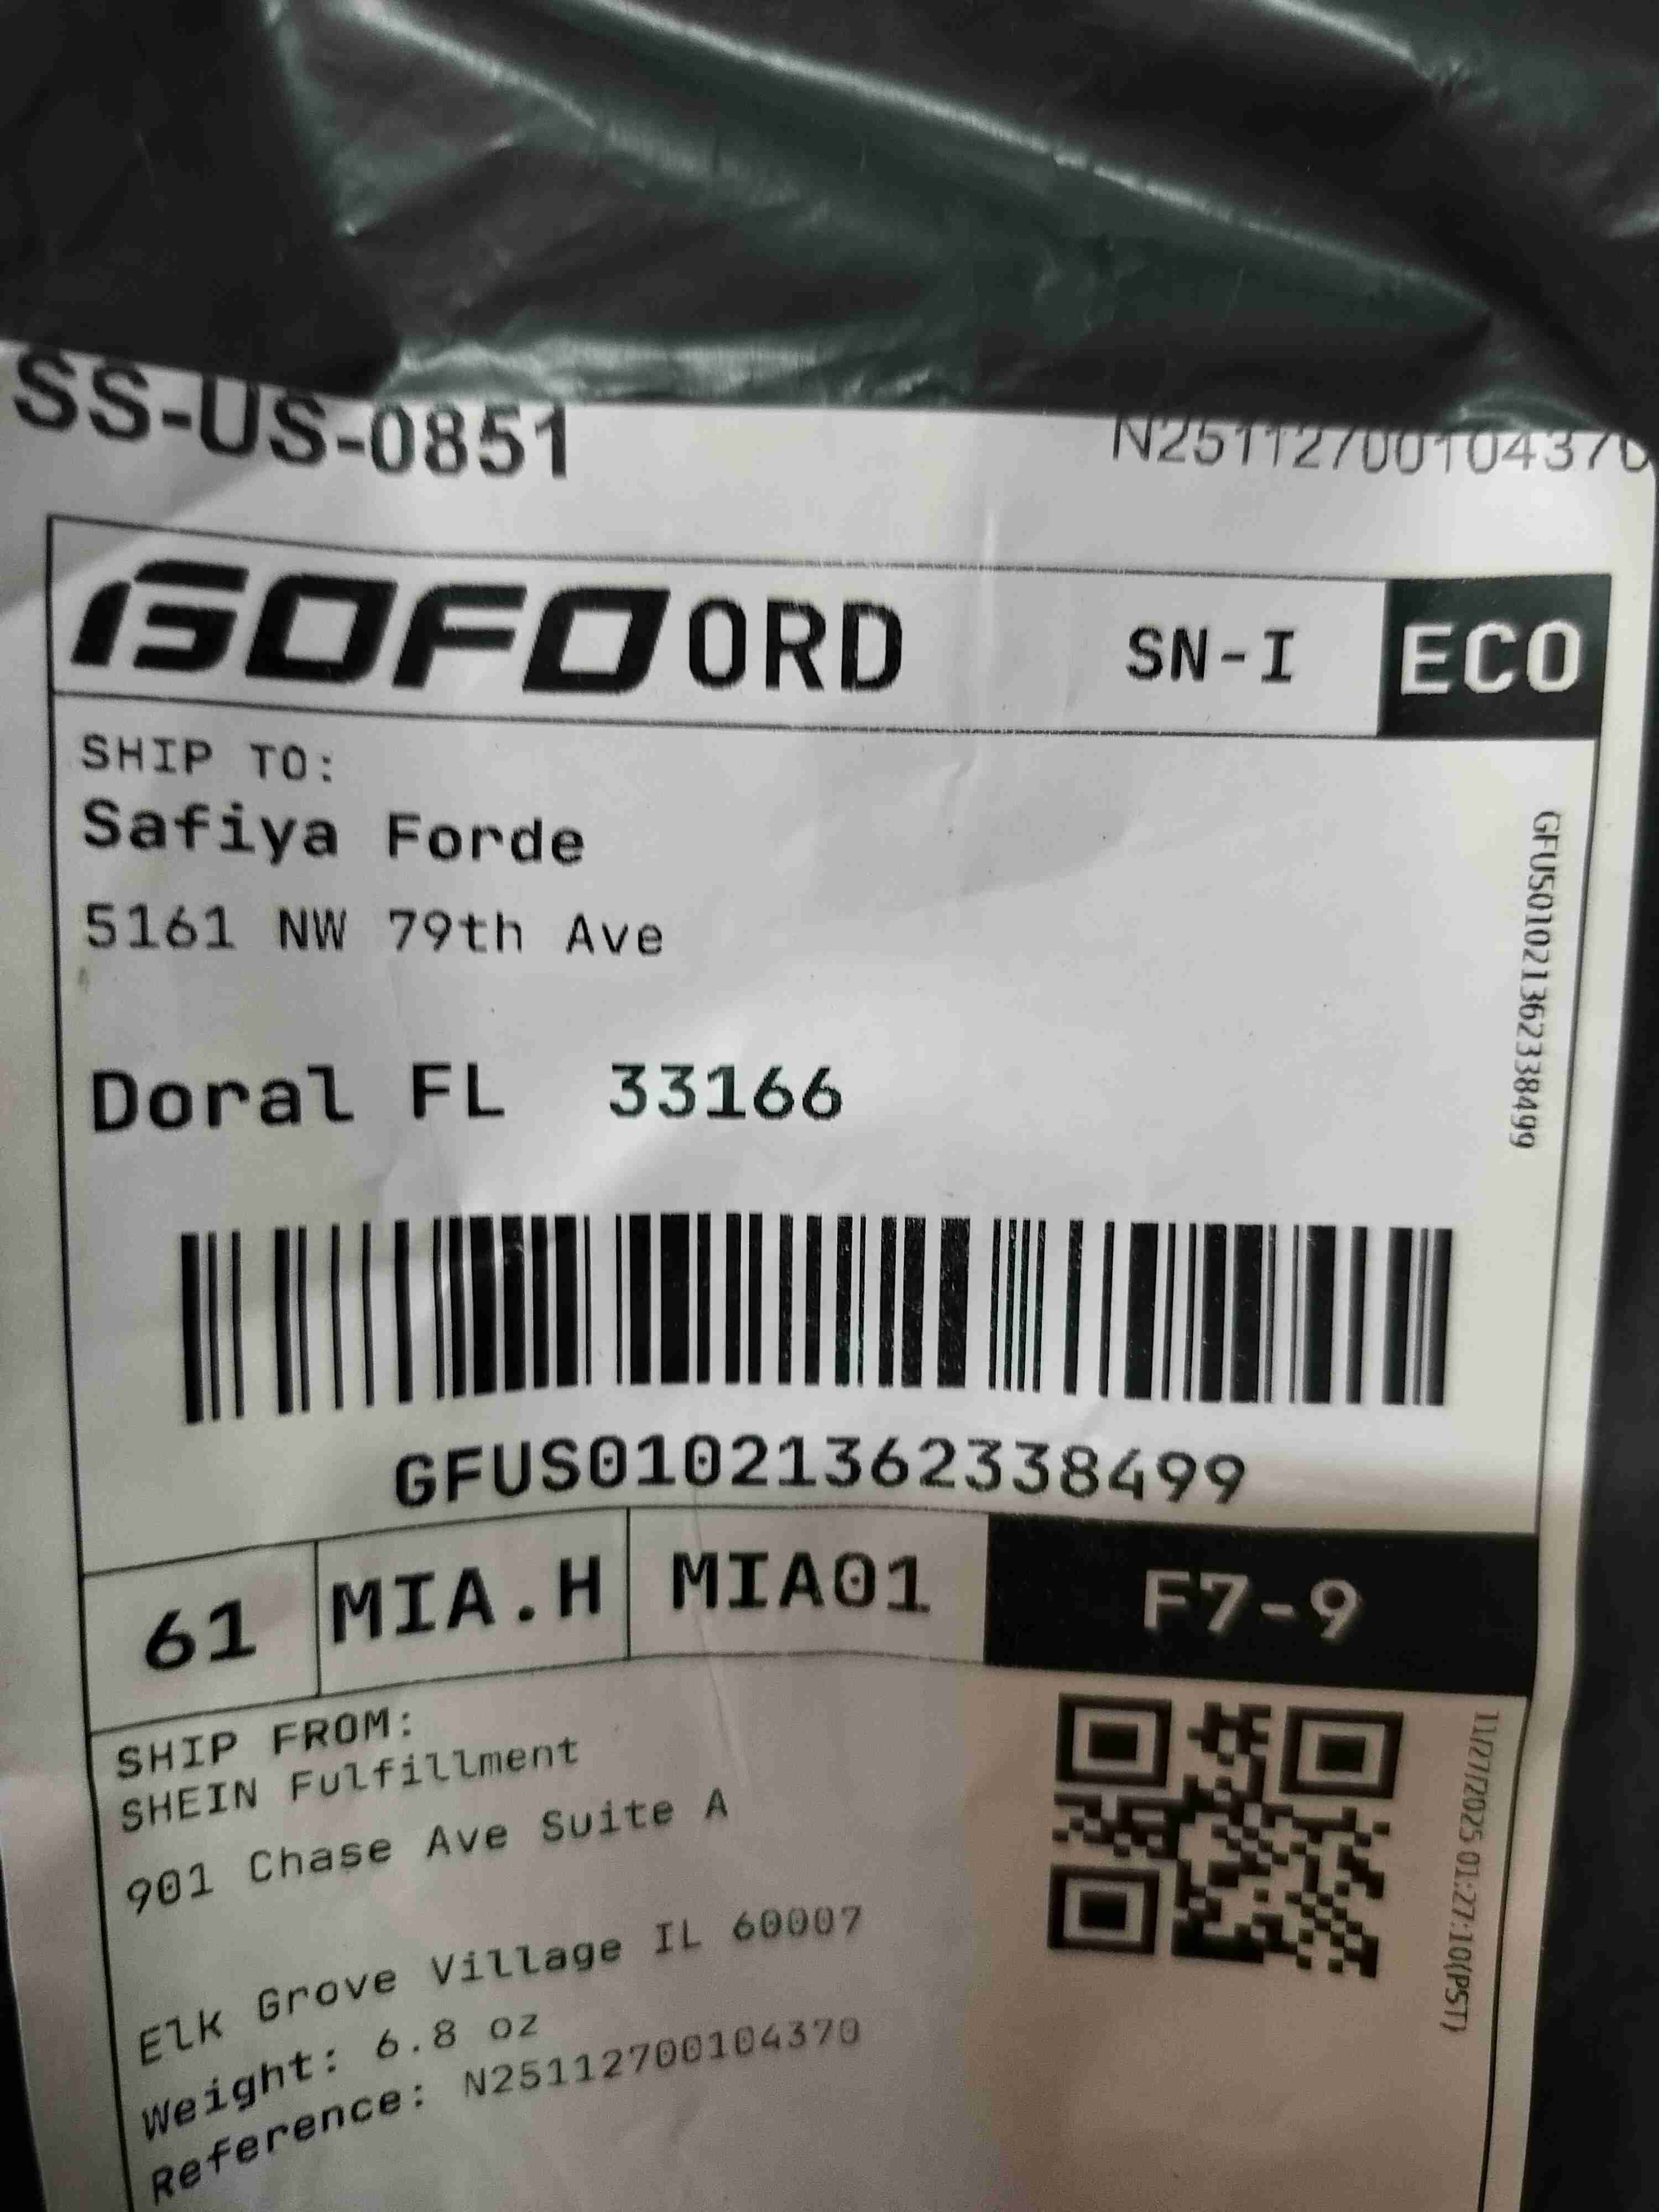 SS-US-0851
N25112700104370
GOFO ORD SN-I ECO
SHIP TO:
Safiya Forde
5161 NW 79th Ave
Doral FL 33166
GFUS01021362338499
GFUS01021362338499
61 MIA.H MIA01 F7-9
SHIP FROM:
SHEIN Fulfillment
901 Chase Ave Suite A
Elk Grove Village IL 60007
Weight: 6.8 oz
Reference: N25112700104370
11/27/2025 01:27:10(PST)